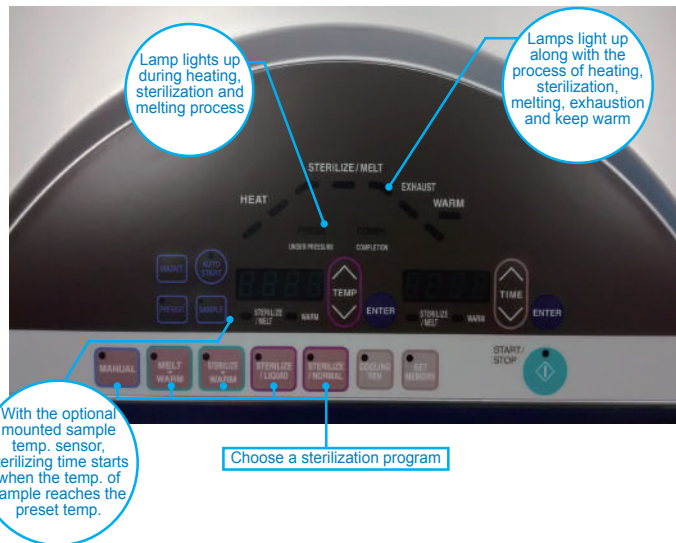 Lamp lights up
during heating,
sterilization and
melting process
Lamps light up
along with the
process of heating,
sterilization,
melting, exhaustion
and keep warm
STERILIZE / MELT
HEAT
EXHAUST
WARM
UNDER PRESSURE
COMPLETION
MAINT
AUTO
START
PREHEAT
SAMPLE
TEMP
ENTER
TIME
ENTER
STERILIZE
/MELT
WARM
STERILIZE
/MELT
WARM
MANUAL
MELT
WARM
STERILIZE
WARM
STERILIZE
/ LIQUID
STERILIZE
/ NORMAL
COOLING
FAN
SET
MEMORY
START/
STOP
With the optional
mounted sample
temp. sensor,
terilizing time starts
when the temp. of
ample reaches the
preset temp.
Choose a sterilization program